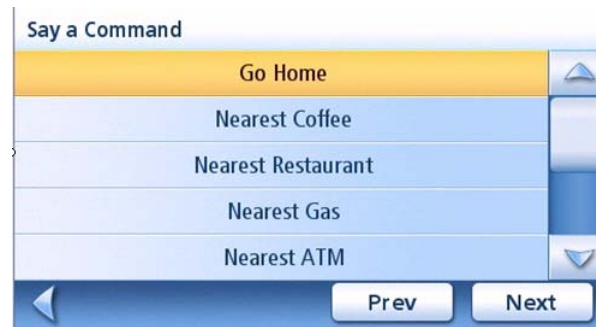 Say a Command
Go Home
Nearest Coffee
Nearest Restaurant
Nearest Gas
Nearest ATM
Prev Next